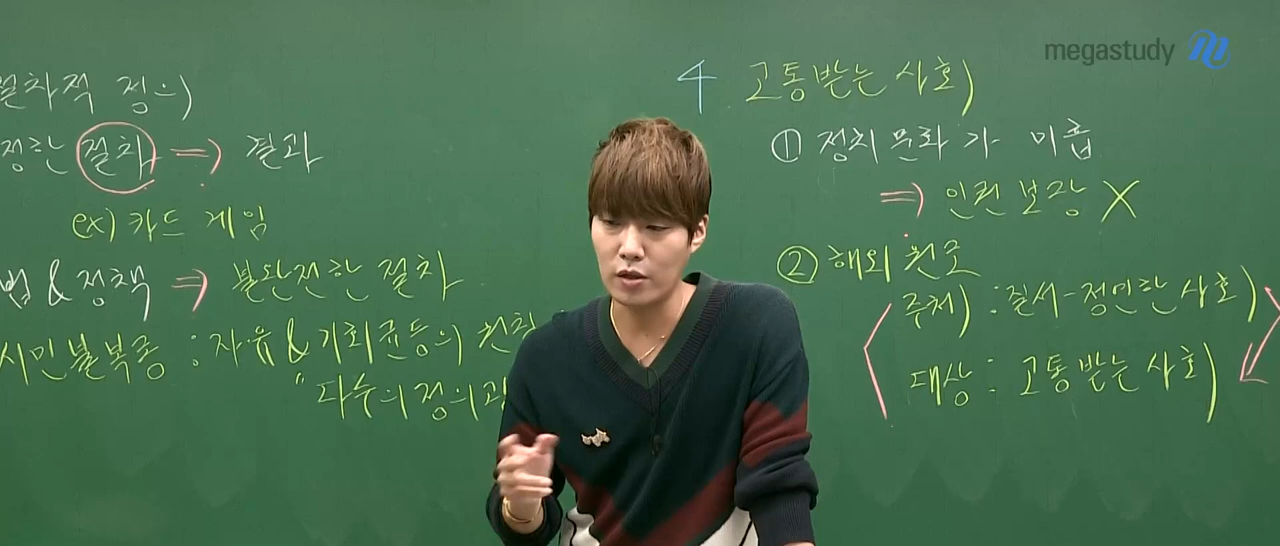 megastudy
절차적 정의)
정한 절차 => 결과
ex) 카드 게임
법 & 정책 => 불완전한 절차
시민불복종 : 자유 & 기회균등의 원칙
"다수의 정의관
4 고통받는 사회)
① 정치 문화가 미흡
=> 인권 보장 X
② 해외 원조
주체) : 질서-정연한 사회)
대상 : 고통 받는 사회)